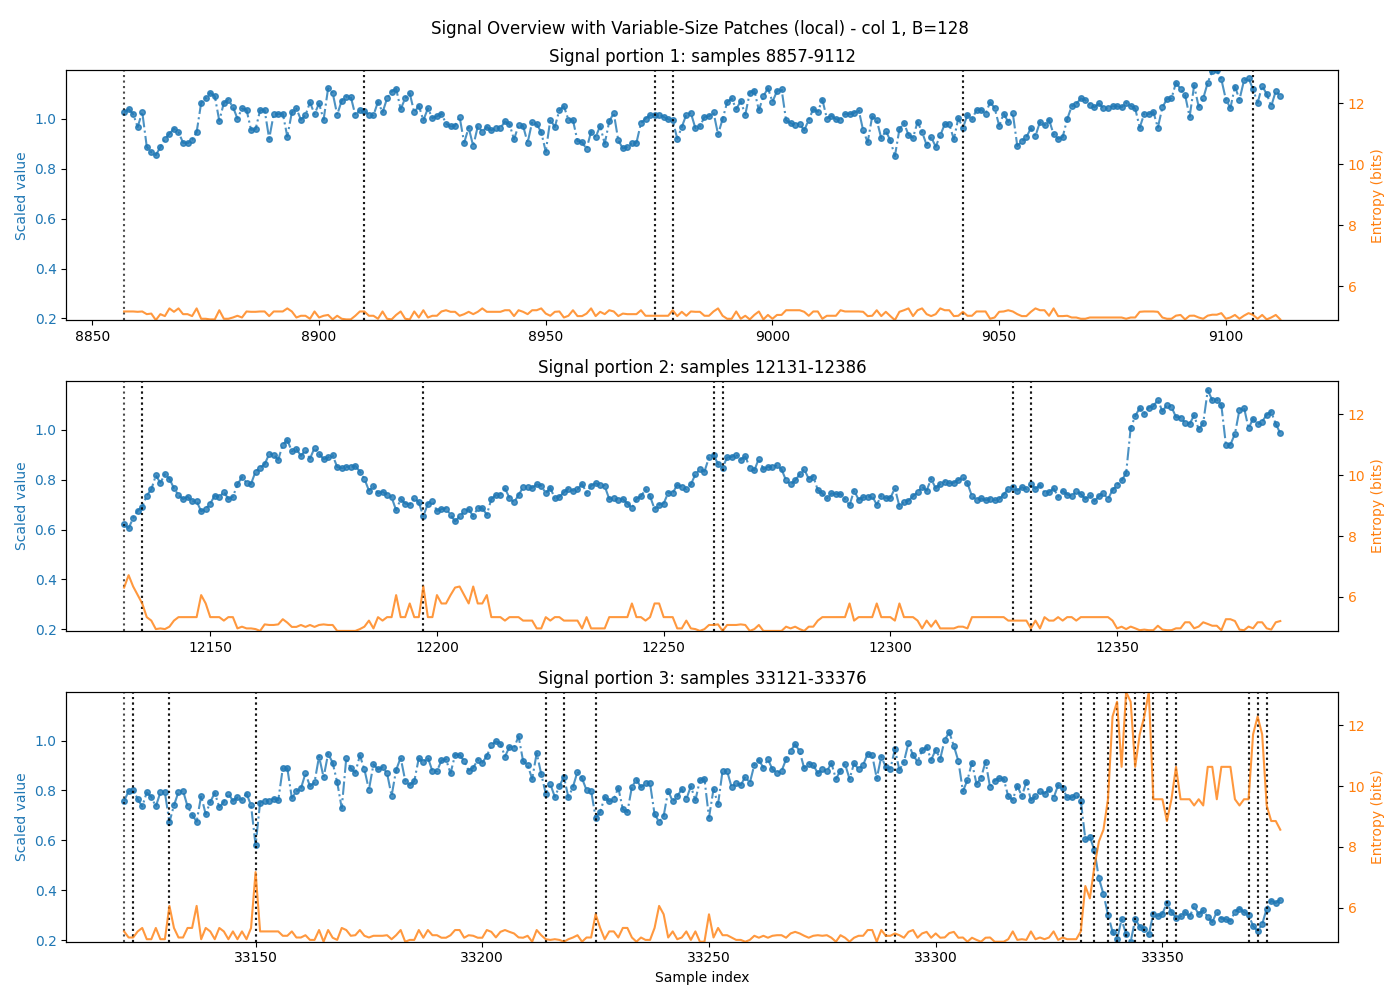 Signal Overview with Variable-Size Patches (local) - col 1, B=128
Signal portion 1: samples 8857-9112
Scaled value
1.0
0.8
0.6
0.4
0.2
12
10
8
6
Entropy (bits)
8850 8900 8950 9000 9050 9100
Signal portion 2: samples 12131-12386
Scaled value
1.0
0.8
0.6
0.4
0.2
12
10
8
6
Entropy (bits)
12150 12200 12250 12300 12350
Signal portion 3: samples 33121-33376
Scaled value
1.0
0.8
0.6
0.4
0.2
12
10
8
6
Entropy (bits)
33150 33200 33250 33300 33350
Sample index